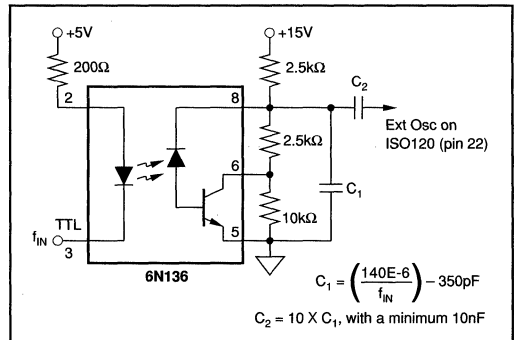 +5V
+15V
200Ω
2.5kΩ
C2
2
8
Ext Osc on
ISO120 (pin 22)
2.5kΩ
6
C1
TTL
fIN
3
10kΩ
5
6N136
C1 = (140E-6 / fIN) – 350pF
C2 = 10 X C1, with a minimum 10nF